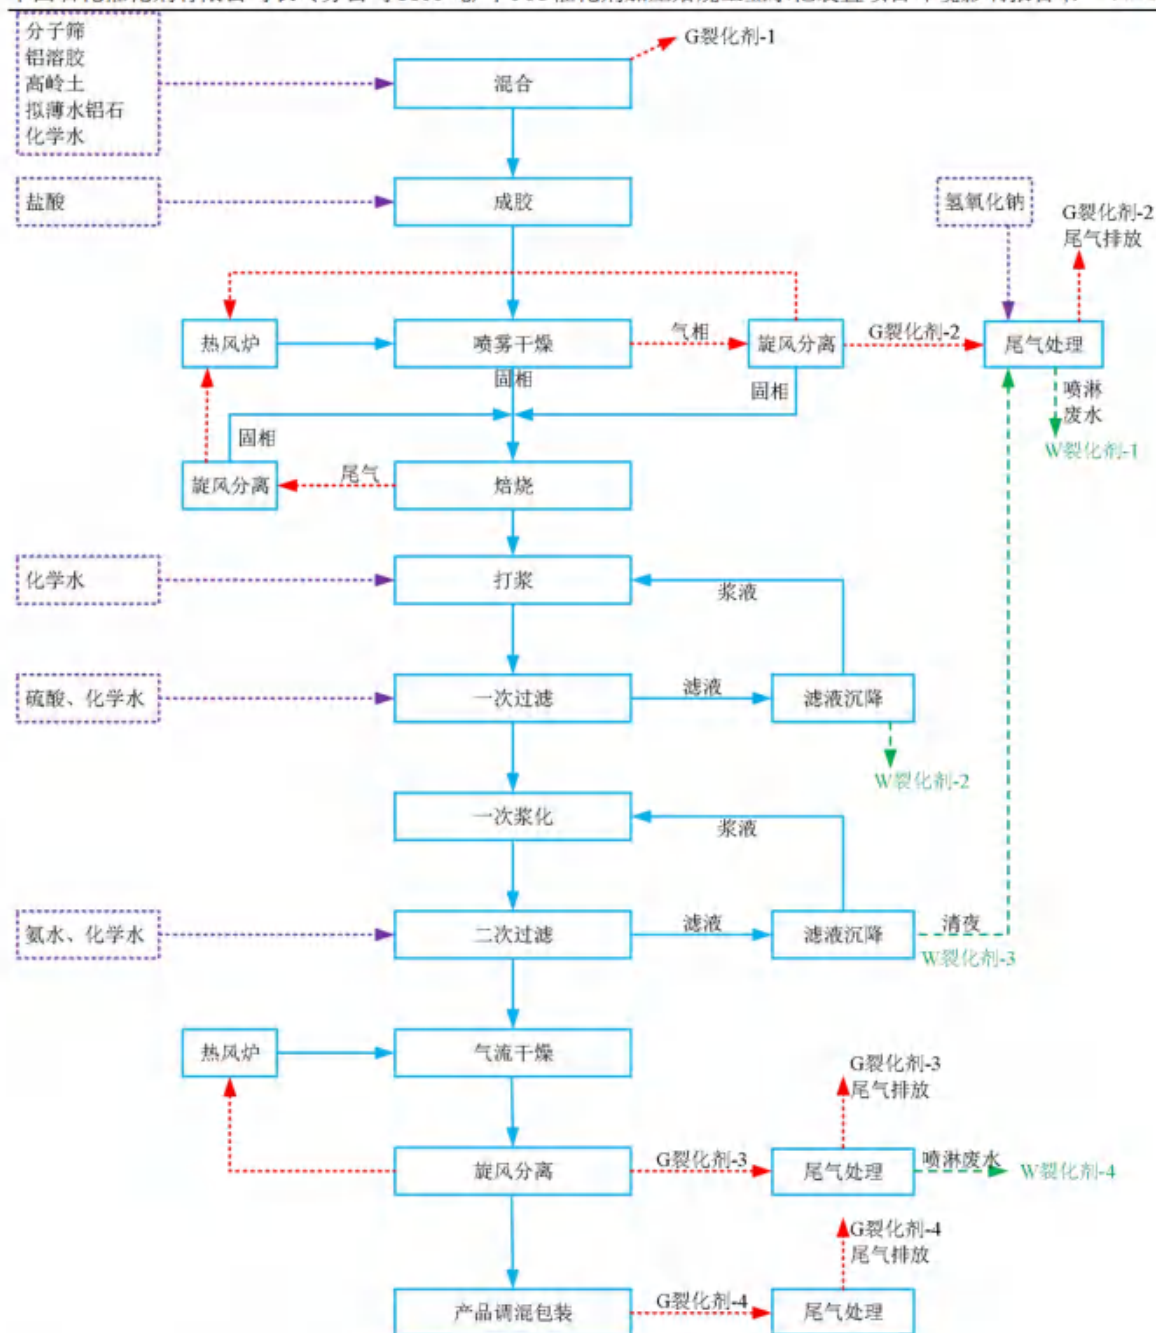 分子筛
铝溶胶
高岭土
拟薄水铝石
化学水
G裂化剂-1
混合
盐酸
成胶
氢氧化钠
G裂化剂-2
尾气排放
热风炉
喷雾干燥
气相
旋风分离
G裂化剂-2
尾气处理
固相
固相
喷淋
废水
W裂化剂-1
固相
旋风分离
尾气
焙烧
化学水
打浆
浆液
硫酸、化学水
一次过滤
滤液
滤液沉降
W裂化剂-2
一次浆化
浆液
氨水、化学水
二次过滤
滤液
滤液沉降
清夜
W裂化剂-3
热风炉
气流干燥
G裂化剂-3
尾气排放
旋风分离
G裂化剂-3
尾气处理
喷淋废水
W裂化剂-4
G裂化剂-4
尾气排放
产品调混包装
G裂化剂-4
尾气处理